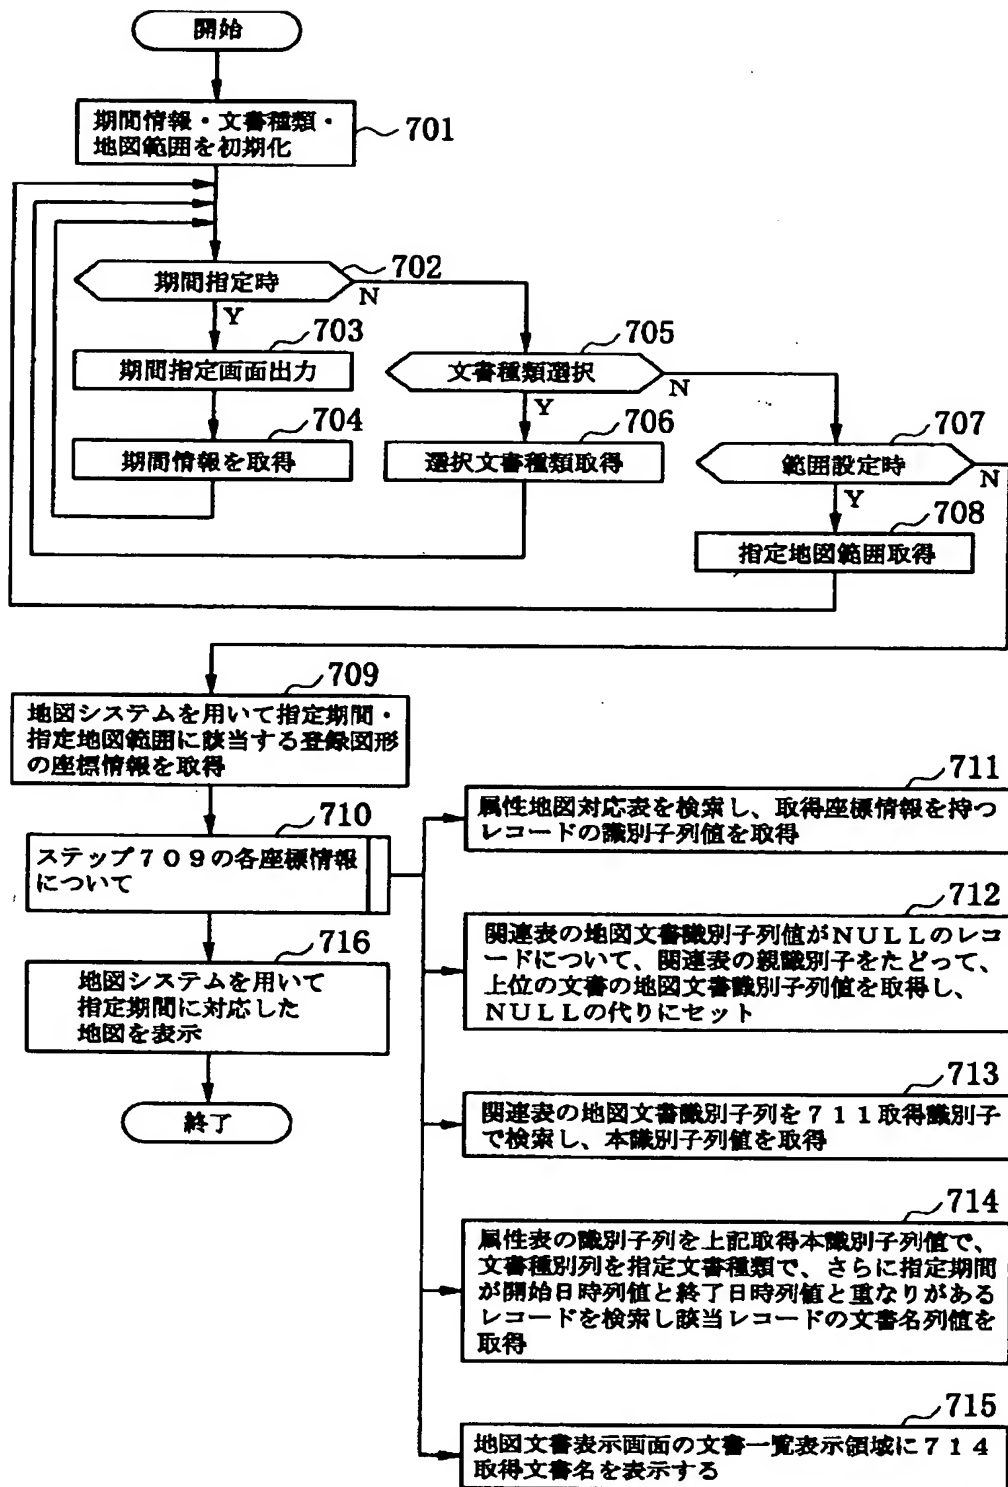 開始
期間情報・文書種類・
地図範囲を初期化
701
期間指定時
702
Y
N
期間指定画面出力
703
期間情報を取得
704
文書種類選択
705
Y
N
選択文書種類取得
706
範囲設定時
707
Y
N
指定地図範囲取得
708
709
地図システムを用いて指定期間・
指定地図範囲に該当する登録図形
の座標情報を取得
710
ステップ709の各座標情報
について
711
属性地図対応表を検索し、取得座標情報を持つ
レコードの識別子列値を取得
712
関連表の地図文書識別子列値がNULLのレコ
ードについて、関連表の親識別子をたどって、
上位の文書の地図文書識別子列値を取得し、
NULLの代りにセット
713
関連表の地図文書識別子列を711取得識別子
で検索し、本識別子列値を取得
714
属性表の識別子列を上記取得本識別子列値で、
文書種別列を指定文書種類で、さらに指定期間
が開始日時列値と終了日時列値と重なりがある
レコードを検索し該当レコードの文書名列値を
取得
715
地図文書表示画面の文書一覧表示領域に714
取得文書名を表示する
716
地図システムを用いて
指定期間に対応した
地図を表示
終了